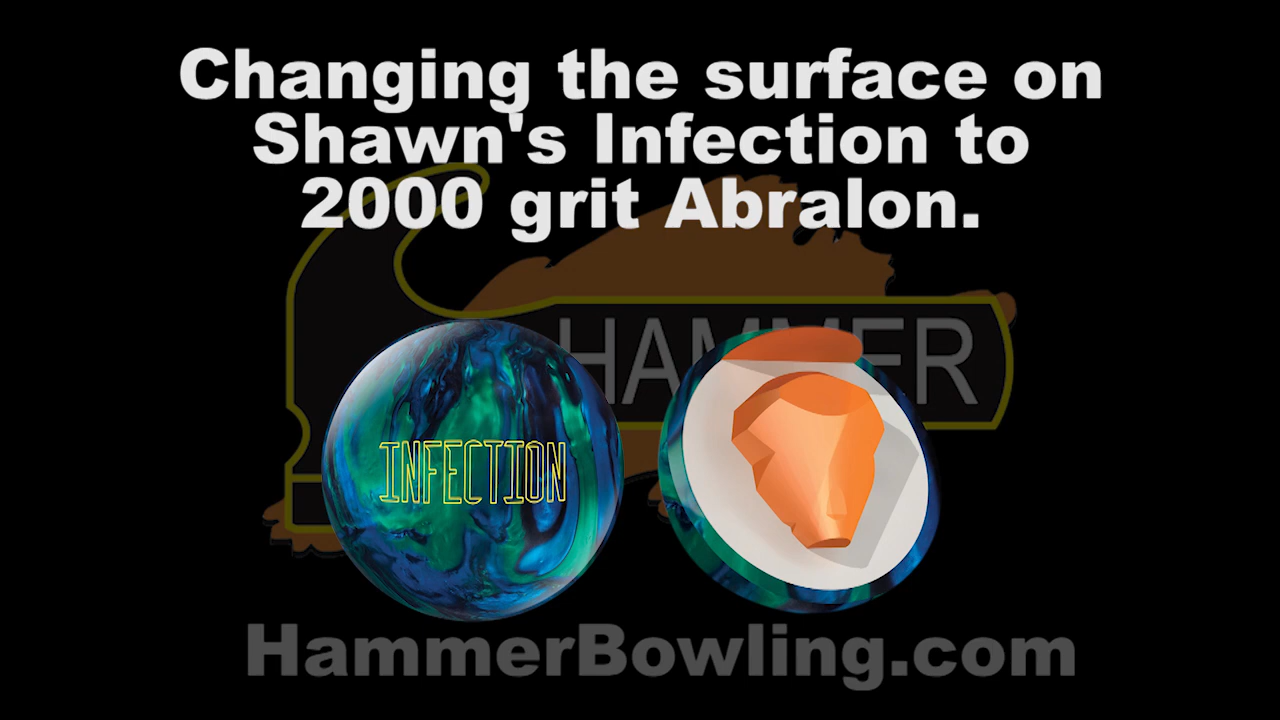 Changing the surface on
Shawn's Infection to
2000 grit Abralon.
HAMMER
INFECTION
HammerBowling.com